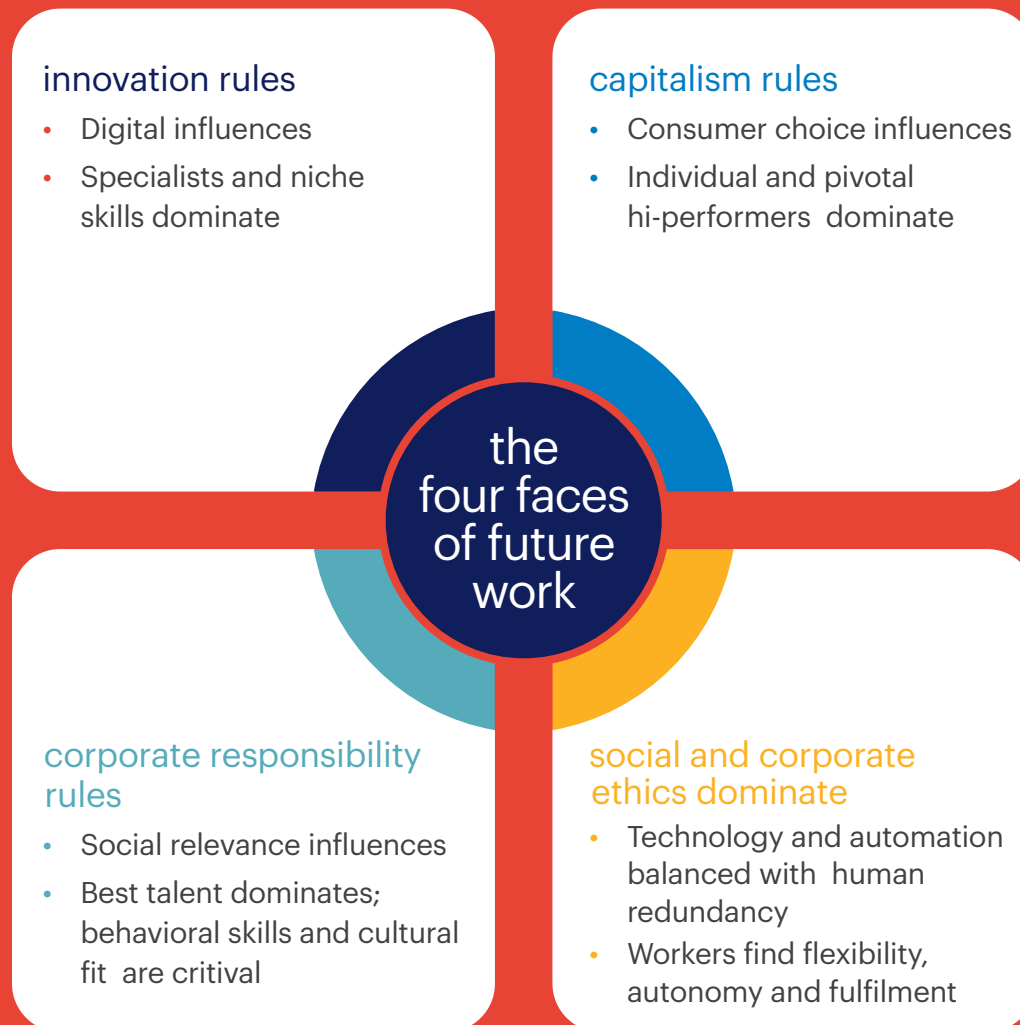 innovation rules
• Digital influences
• Specialists and niche
skills dominate
capitalism rules
• Consumer choice influences
• Individual and pivotal
hi-performers  dominate
the
four faces
of future
work
corporate responsibility
rules
• Social relevance influences
• Best talent dominates;
behavioral skills and cultural
fit  are critival
social and corporate
ethics dominate
• Technology and automation
balanced with  human
redundancy
• Workers find flexibility,
autonomy and fulfilment